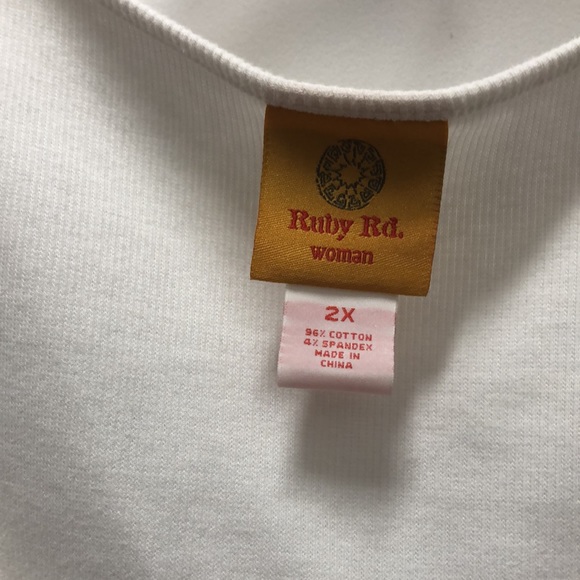 Ruby Rd.
woman
2X
96% COTTON
4% SPANDEX
MADE IN
CHINA